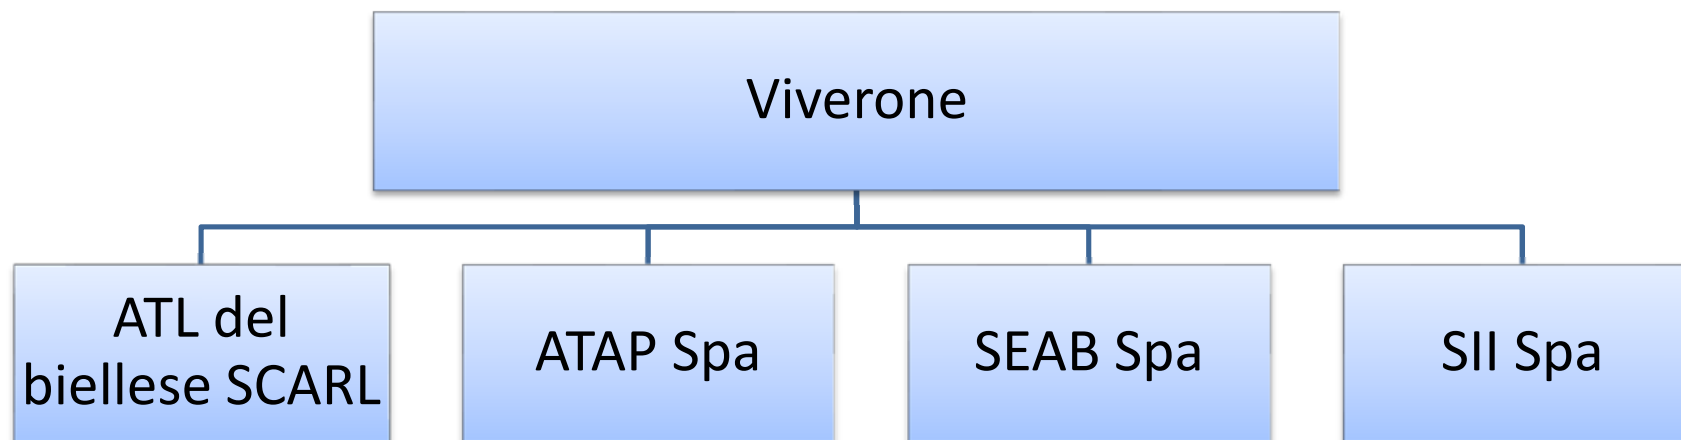 Viverone
ATL del
biellese SCARL
ATAP Spa
SEAB Spa
SII Spa